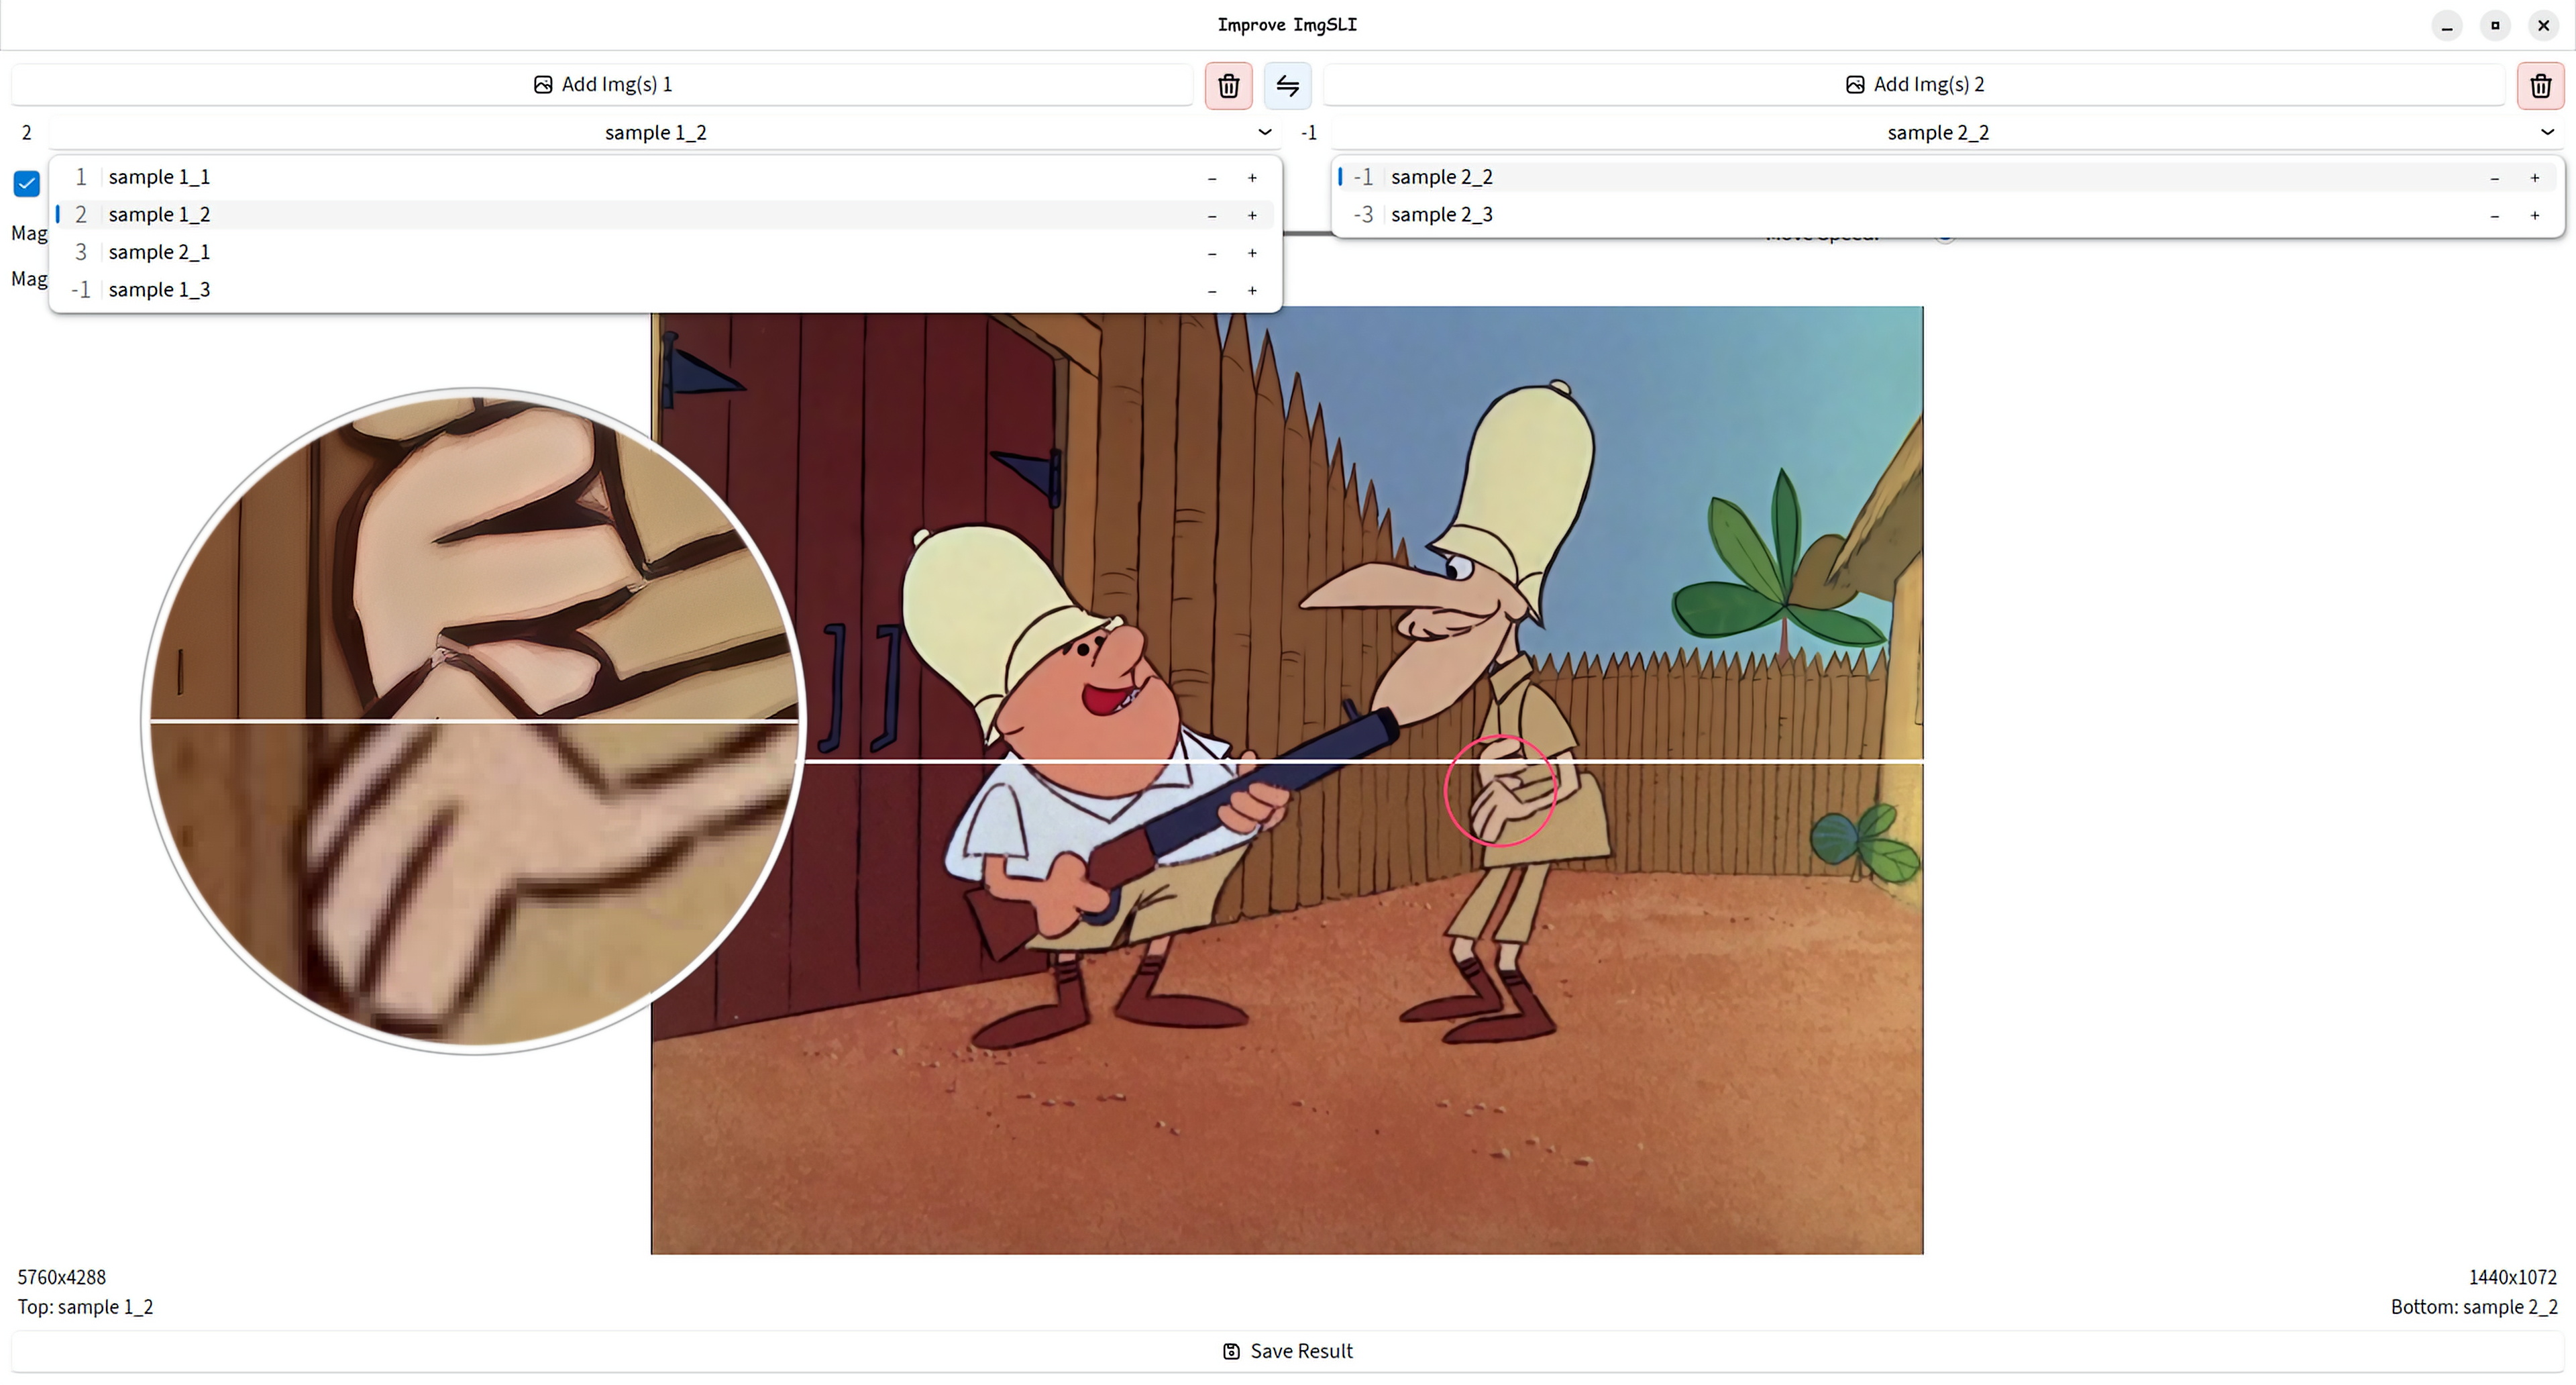 Improve ImgSLI
Add Img(s) 1
Add Img(s) 2
2 sample 1_2
-1 sample 2_2
1 sample 1_1 – +
2 sample 1_2 – +
3 sample 2_1 – +
-1 sample 1_3 – +
-1 sample 2_2 – +
-3 sample 2_3 – +
Mag
Move Speed:
Mag
5760x4288
1440x1072
Top: sample 1_2
Bottom: sample 2_2
Save Result